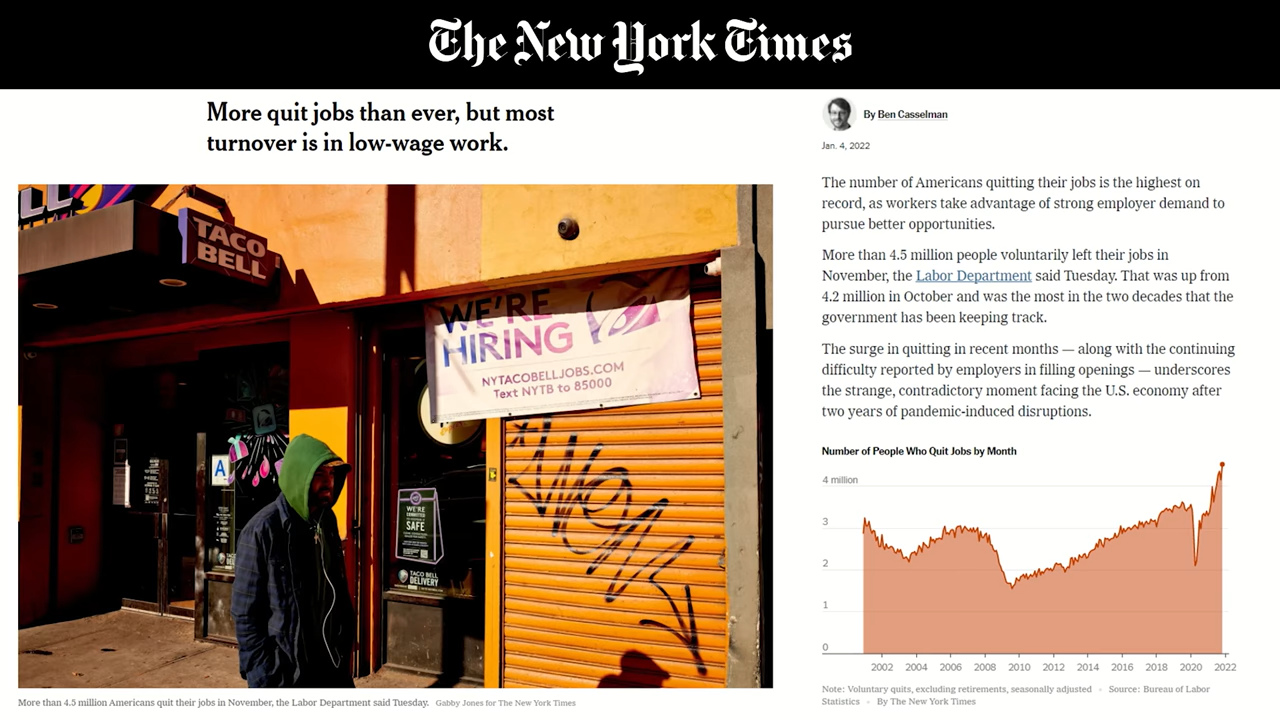 The New York Times
More quit jobs than ever, but most
turnover is in low-wage work.
LL
TACO
BELL
WE'RE
HIRING
NYTACOBELLJOBS.COM
Text NYTB to 85000
A
WE'RE
COMMITTED
SAFE
TACO BELL
DELIVERY
More than 4.5 million Americans quit their jobs in November, the Labor Department said Tuesday. Gabby Jones for The New York Times
By Ben Casselman
Jan. 4, 2022
The number of Americans quitting their jobs is the highest on
record, as workers take advantage of strong employer demand to
pursue better opportunities.
More than 4.5 million people voluntarily left their jobs in
November, the Labor Department said Tuesday. That was up from
4.2 million in October and was the most in the two decades that the
government has been keeping track.
The surge in quitting in recent months — along with the continuing
difficulty reported by employers in filling openings — underscores
the strange, contradictory moment facing the U.S. economy after
two years of pandemic-induced disruptions.
Number of People Who Quit Jobs by Month
4 million
3
2
1
0
2002 2004 2006 2008 2010 2012 2014 2016 2018 2020 2022
Note: Voluntary quits, excluding retirements, seasonally adjusted • Source: Bureau of Labor
Statistics • By The New York Times